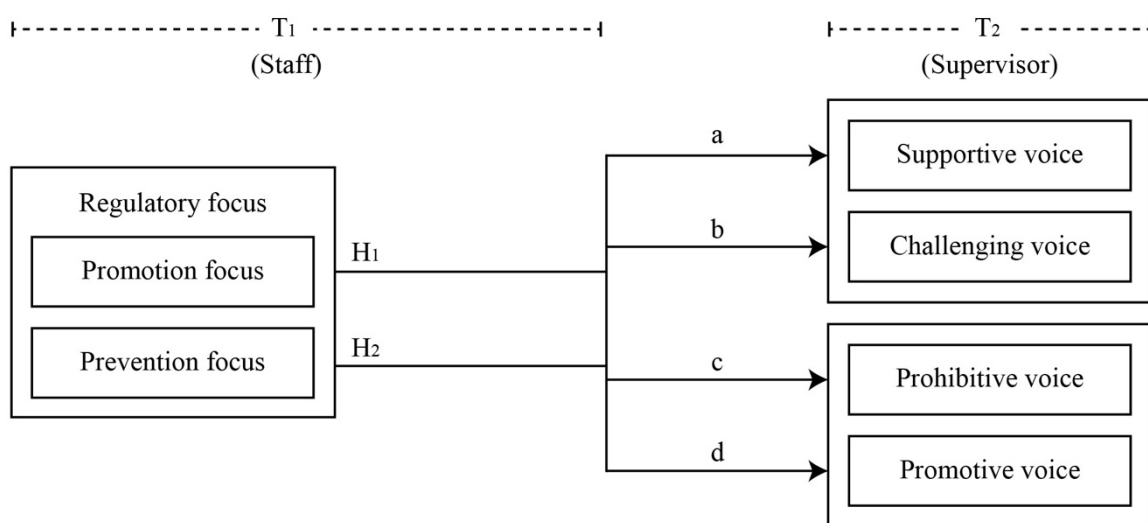 T1
T2
(Staff)
(Supervisor)
Regulatory focus
Promotion focus
Prevention focus
H1
H2
a
b
c
d
Supportive voice
Challenging voice
Prohibitive voice
Promotive voice